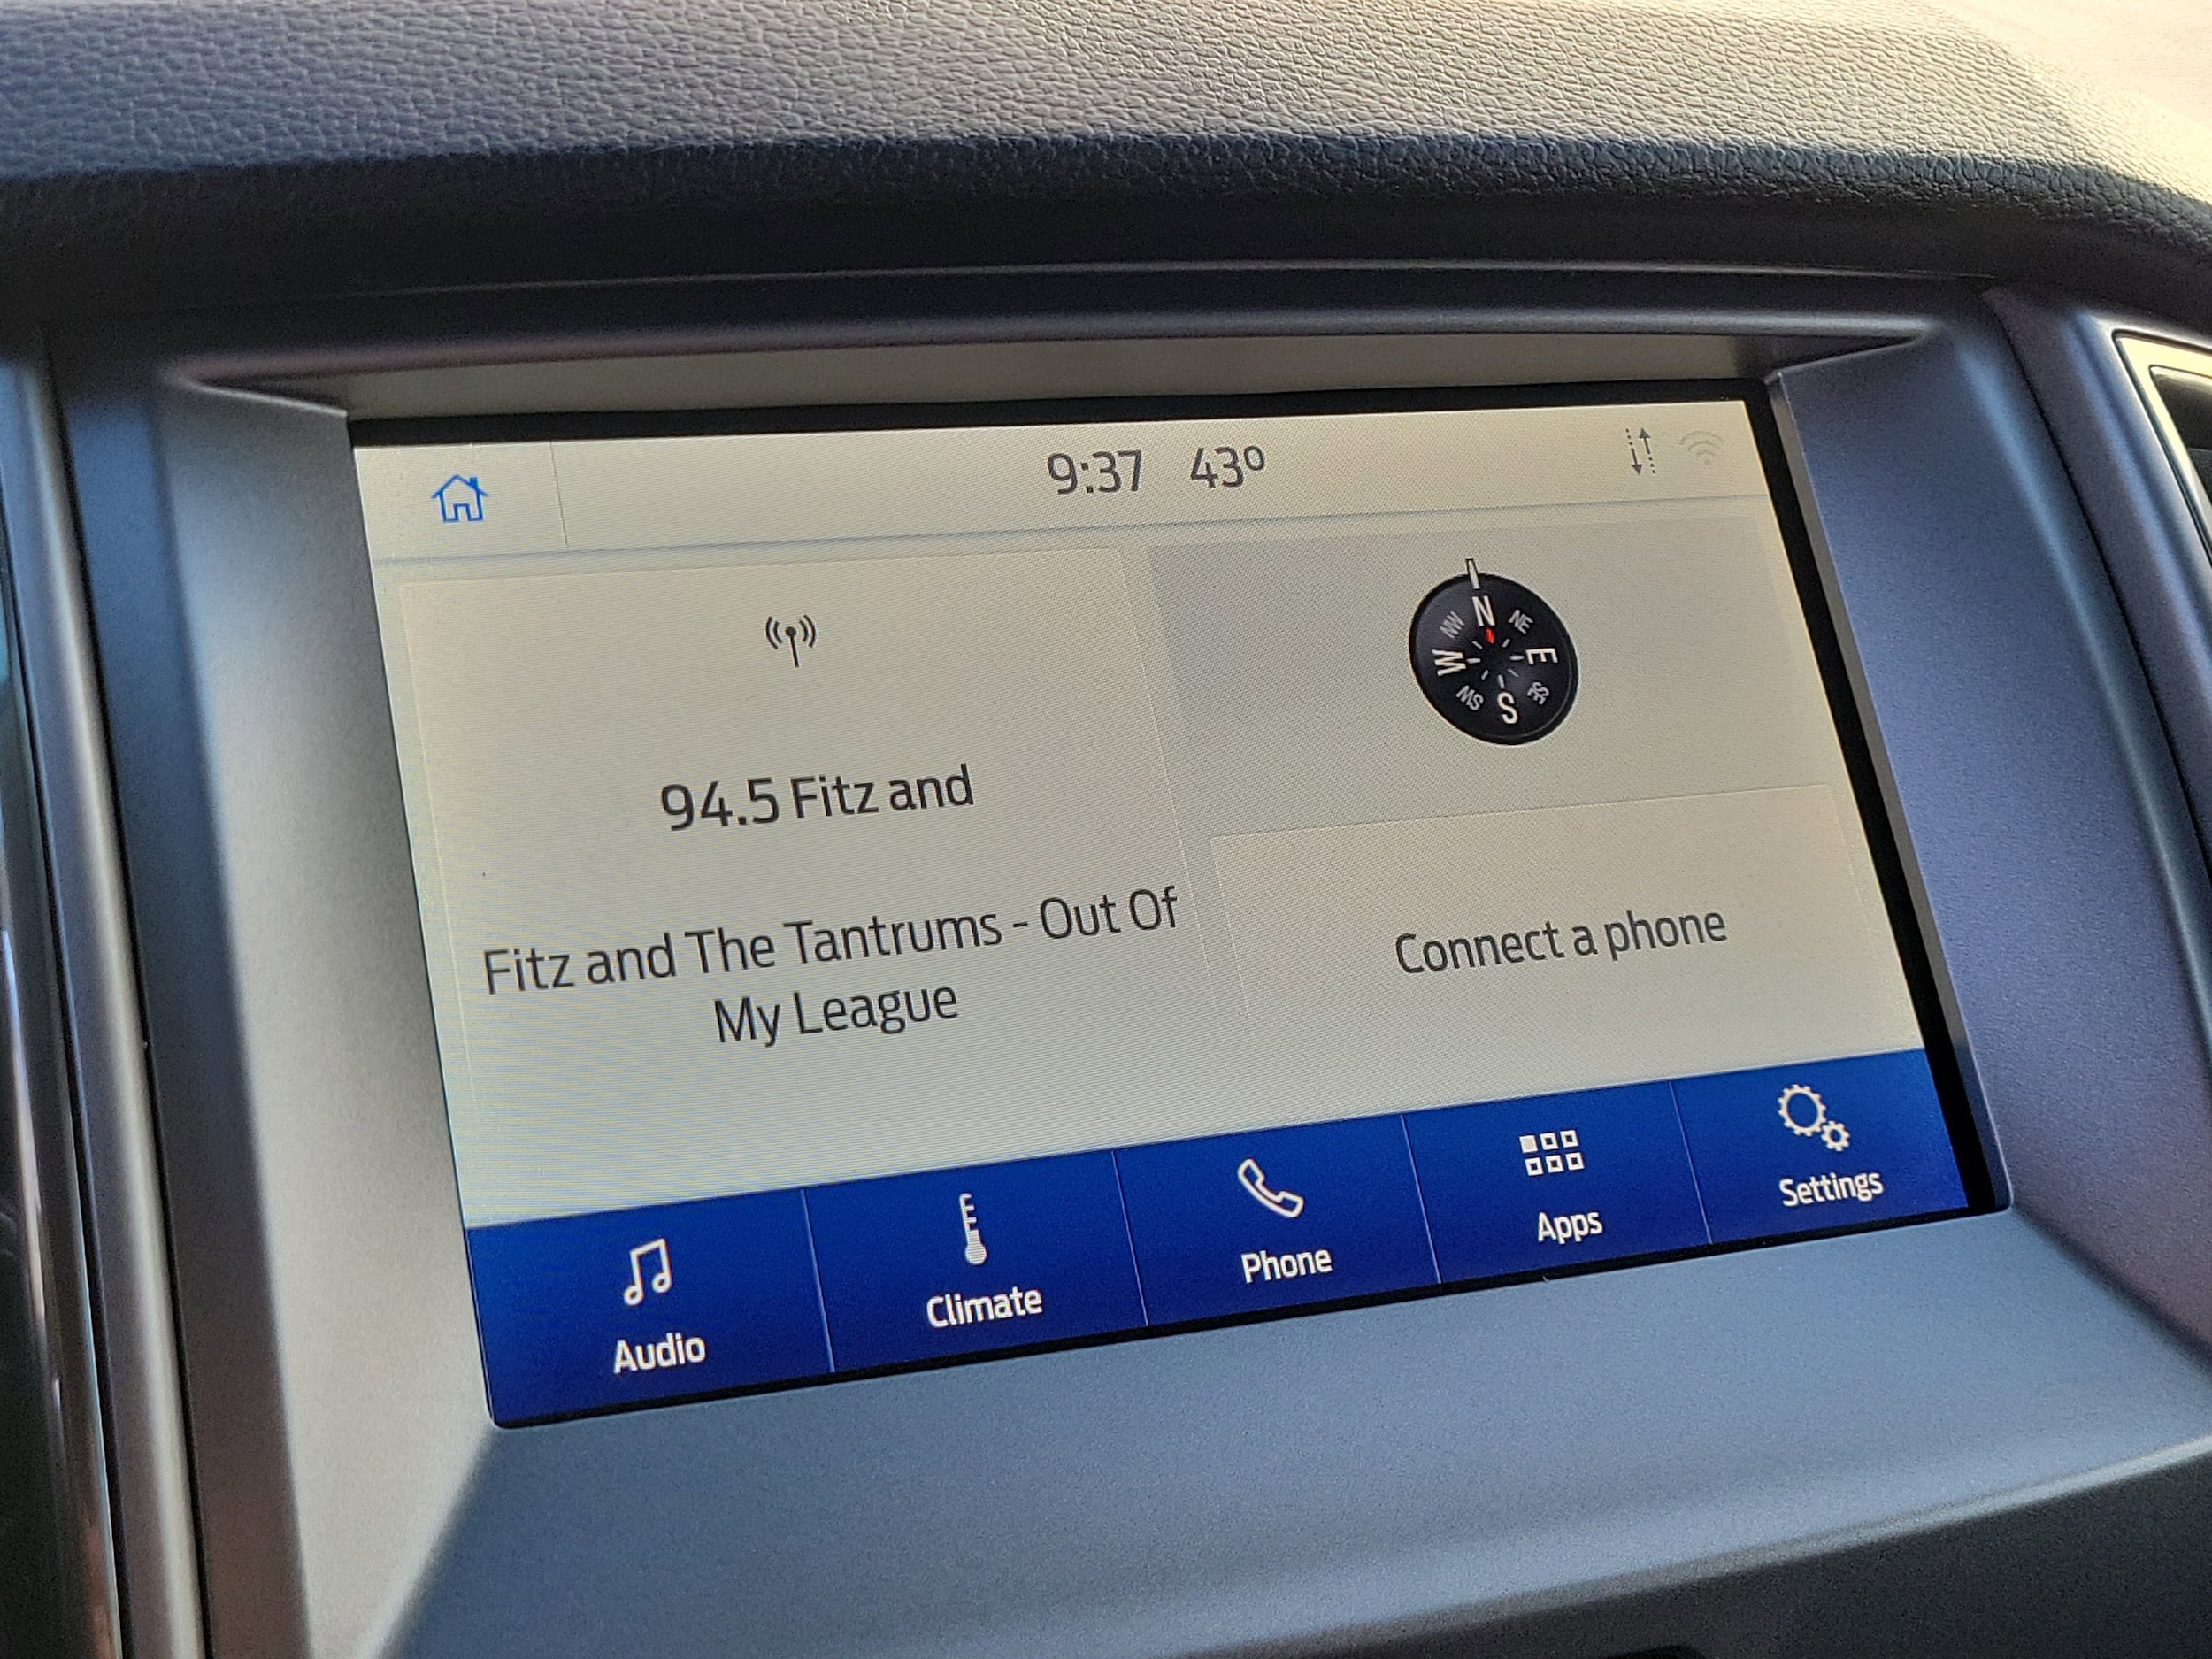 9:37 43º
94.5 Fitz and
Fitz and The Tantrums - Out Of
My League
N
NE
E
SE
S
SW
W
NW
Connect a phone
Audio
Climate
Phone
Apps
Settings